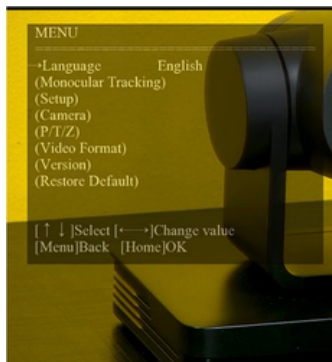 MENU
→Language English
(Monocular Tracking)
(Setup)
(Camera)
(P/T/Z)
(Video Format)
(Version)
(Restore Default)
[↑↓]Select [←→]Change value
[Menu]Back [Home]OK